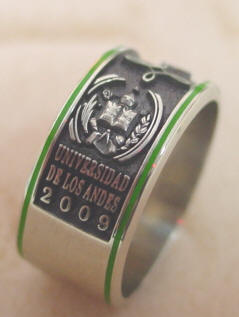 UNIVERSIDAD
DE LOS ANDES
2009